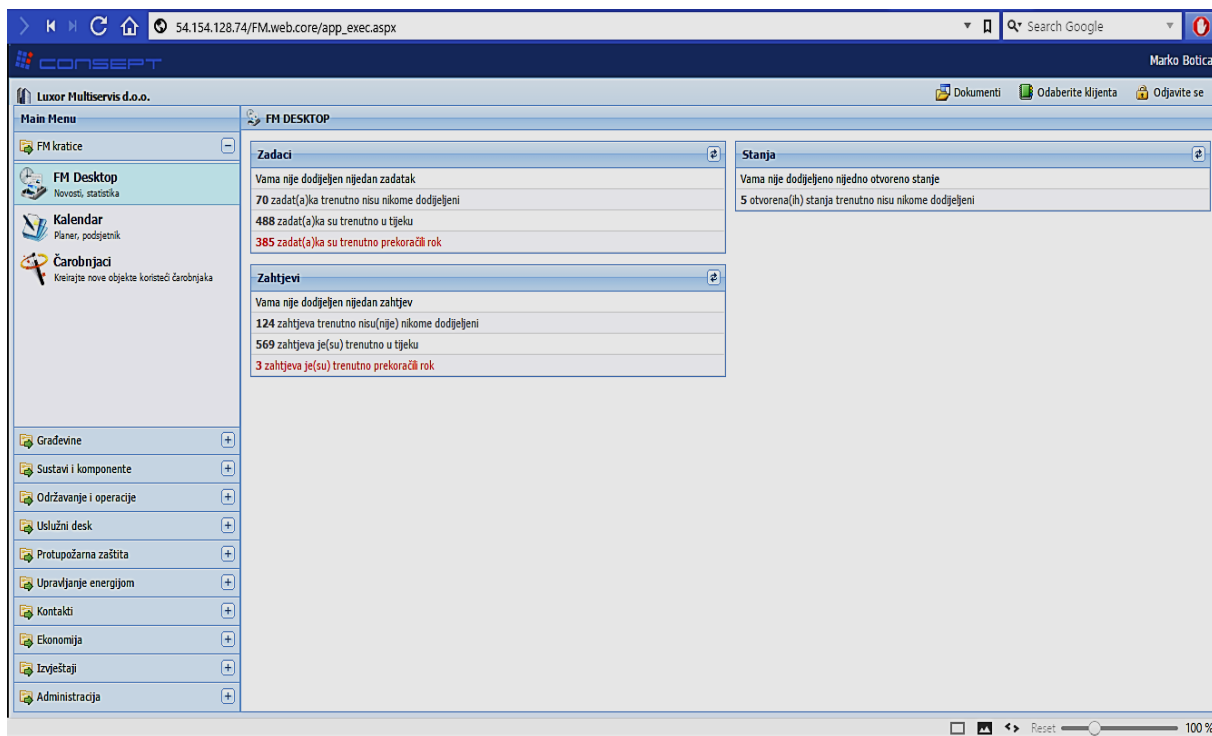 54.154.128.74/FM.web.core/app_exec.aspx
Search Google
CONSEPT
Marko Botica
Luxor Multiservis d.o.o.
Dokumenti
Odaberite klijenta
Odjavite se
Main Menu
FM DESKTOP
FM kratice
FM Desktop
Novosti, statistika
Kalendar
Planer, podsjetnik
Čarobnjaci
Kreirajte nove objekte koristeći čarobnjaka
Građevine
Sustavi i komponente
Održavanje i operacije
Uslužni desk
Protupožarna zaštita
Upravljanje energijom
Kontakti
Ekonomija
Izvještaji
Administracija
Zadaci
Vama nije dodijeljen nijedan zadatak
70 zadat(a)ka trenutno nisu nikome dodijeljeni
488 zadat(a)ka su trenutno u tijeku
385 zadat(a)ka su trenutno prekoračili rok
Zahtjevi
Vama nije dodijeljen nijedan zahtjev
124 zahtjeva trenutno nisu(nije) nikome dodijeljeni
569 zahtjeva je(su) trenutno u tijeku
3 zahtjeva je(su) trenutno prekoračili rok
Stanja
Vama nije dodijeljeno nijedno otvoreno stanje
5 otvorena(ih) stanja trenutno nisu nikome dodijeljeni
Reset
100 %